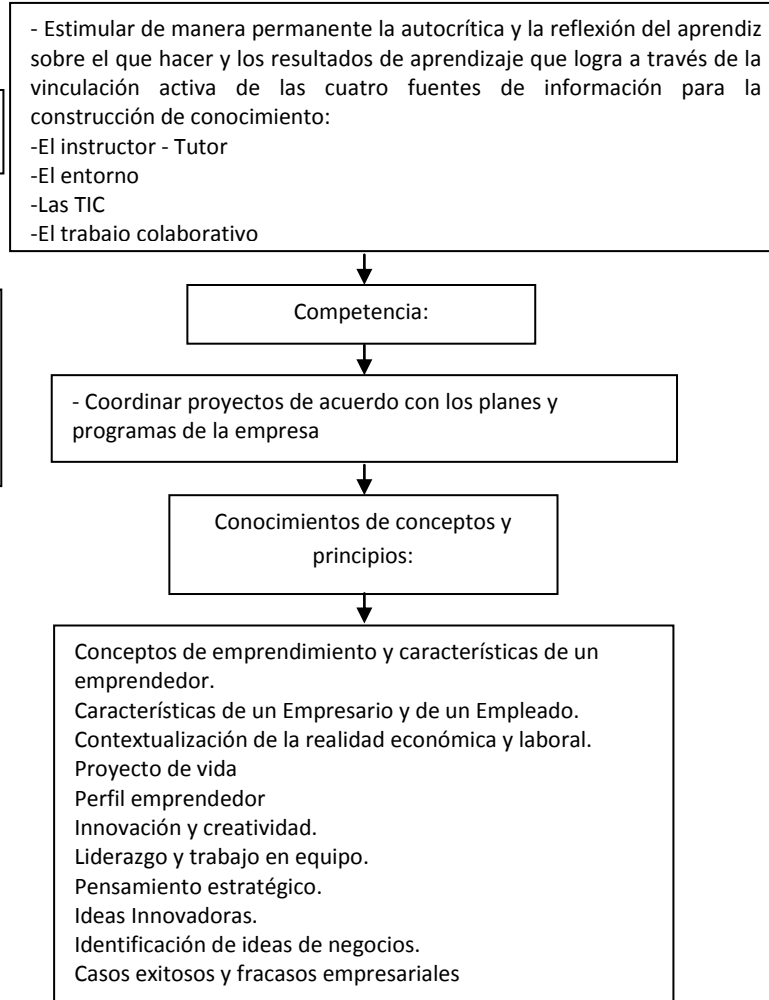 - Estimular de manera permanente la autocrítica y la reflexión del aprendiz
sobre el que hacer y los resultados de aprendizaje que logra a través de la
vinculación activa de las cuatro fuentes de información para la
construcción de conocimiento:
-El instructor - Tutor
-El entorno
-Las TIC
-El trabajo colaborativo
Competencia:
- Coordinar proyectos de acuerdo con los planes y
programas de la empresa
Conocimientos de conceptos y
principios:
Conceptos de emprendimiento y características de un
emprendedor.
Características de un Empresario y de un Empleado.
Contextualización de la realidad económica y laboral.
Proyecto de vida
Perfil emprendedor
Innovación y creatividad.
Liderazgo y trabajo en equipo.
Pensamiento estratégico.
Ideas Innovadoras.
Identificación de ideas de negocios.
Casos exitosos y fracasos empresariales